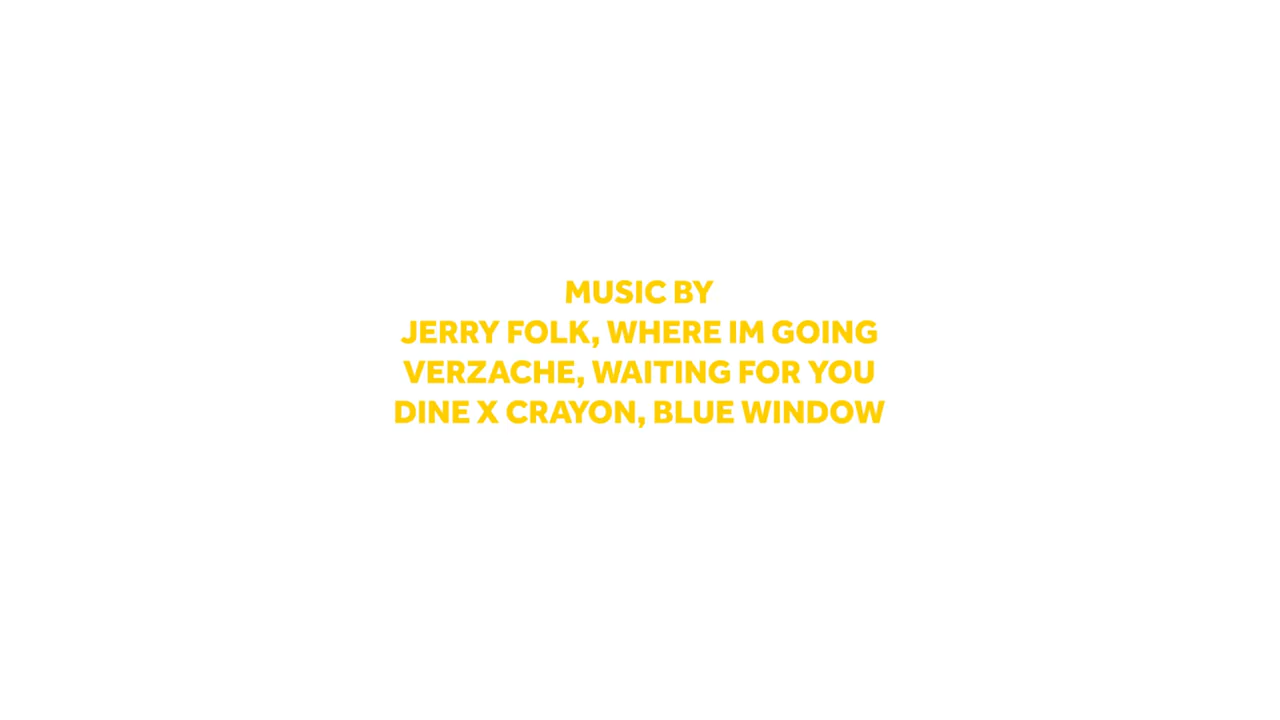 MUSIC BY
JERRY FOLK, WHERE IM GOING
VERZACHE, WAITING FOR YOU
DINE X CRAYON, BLUE WINDOW